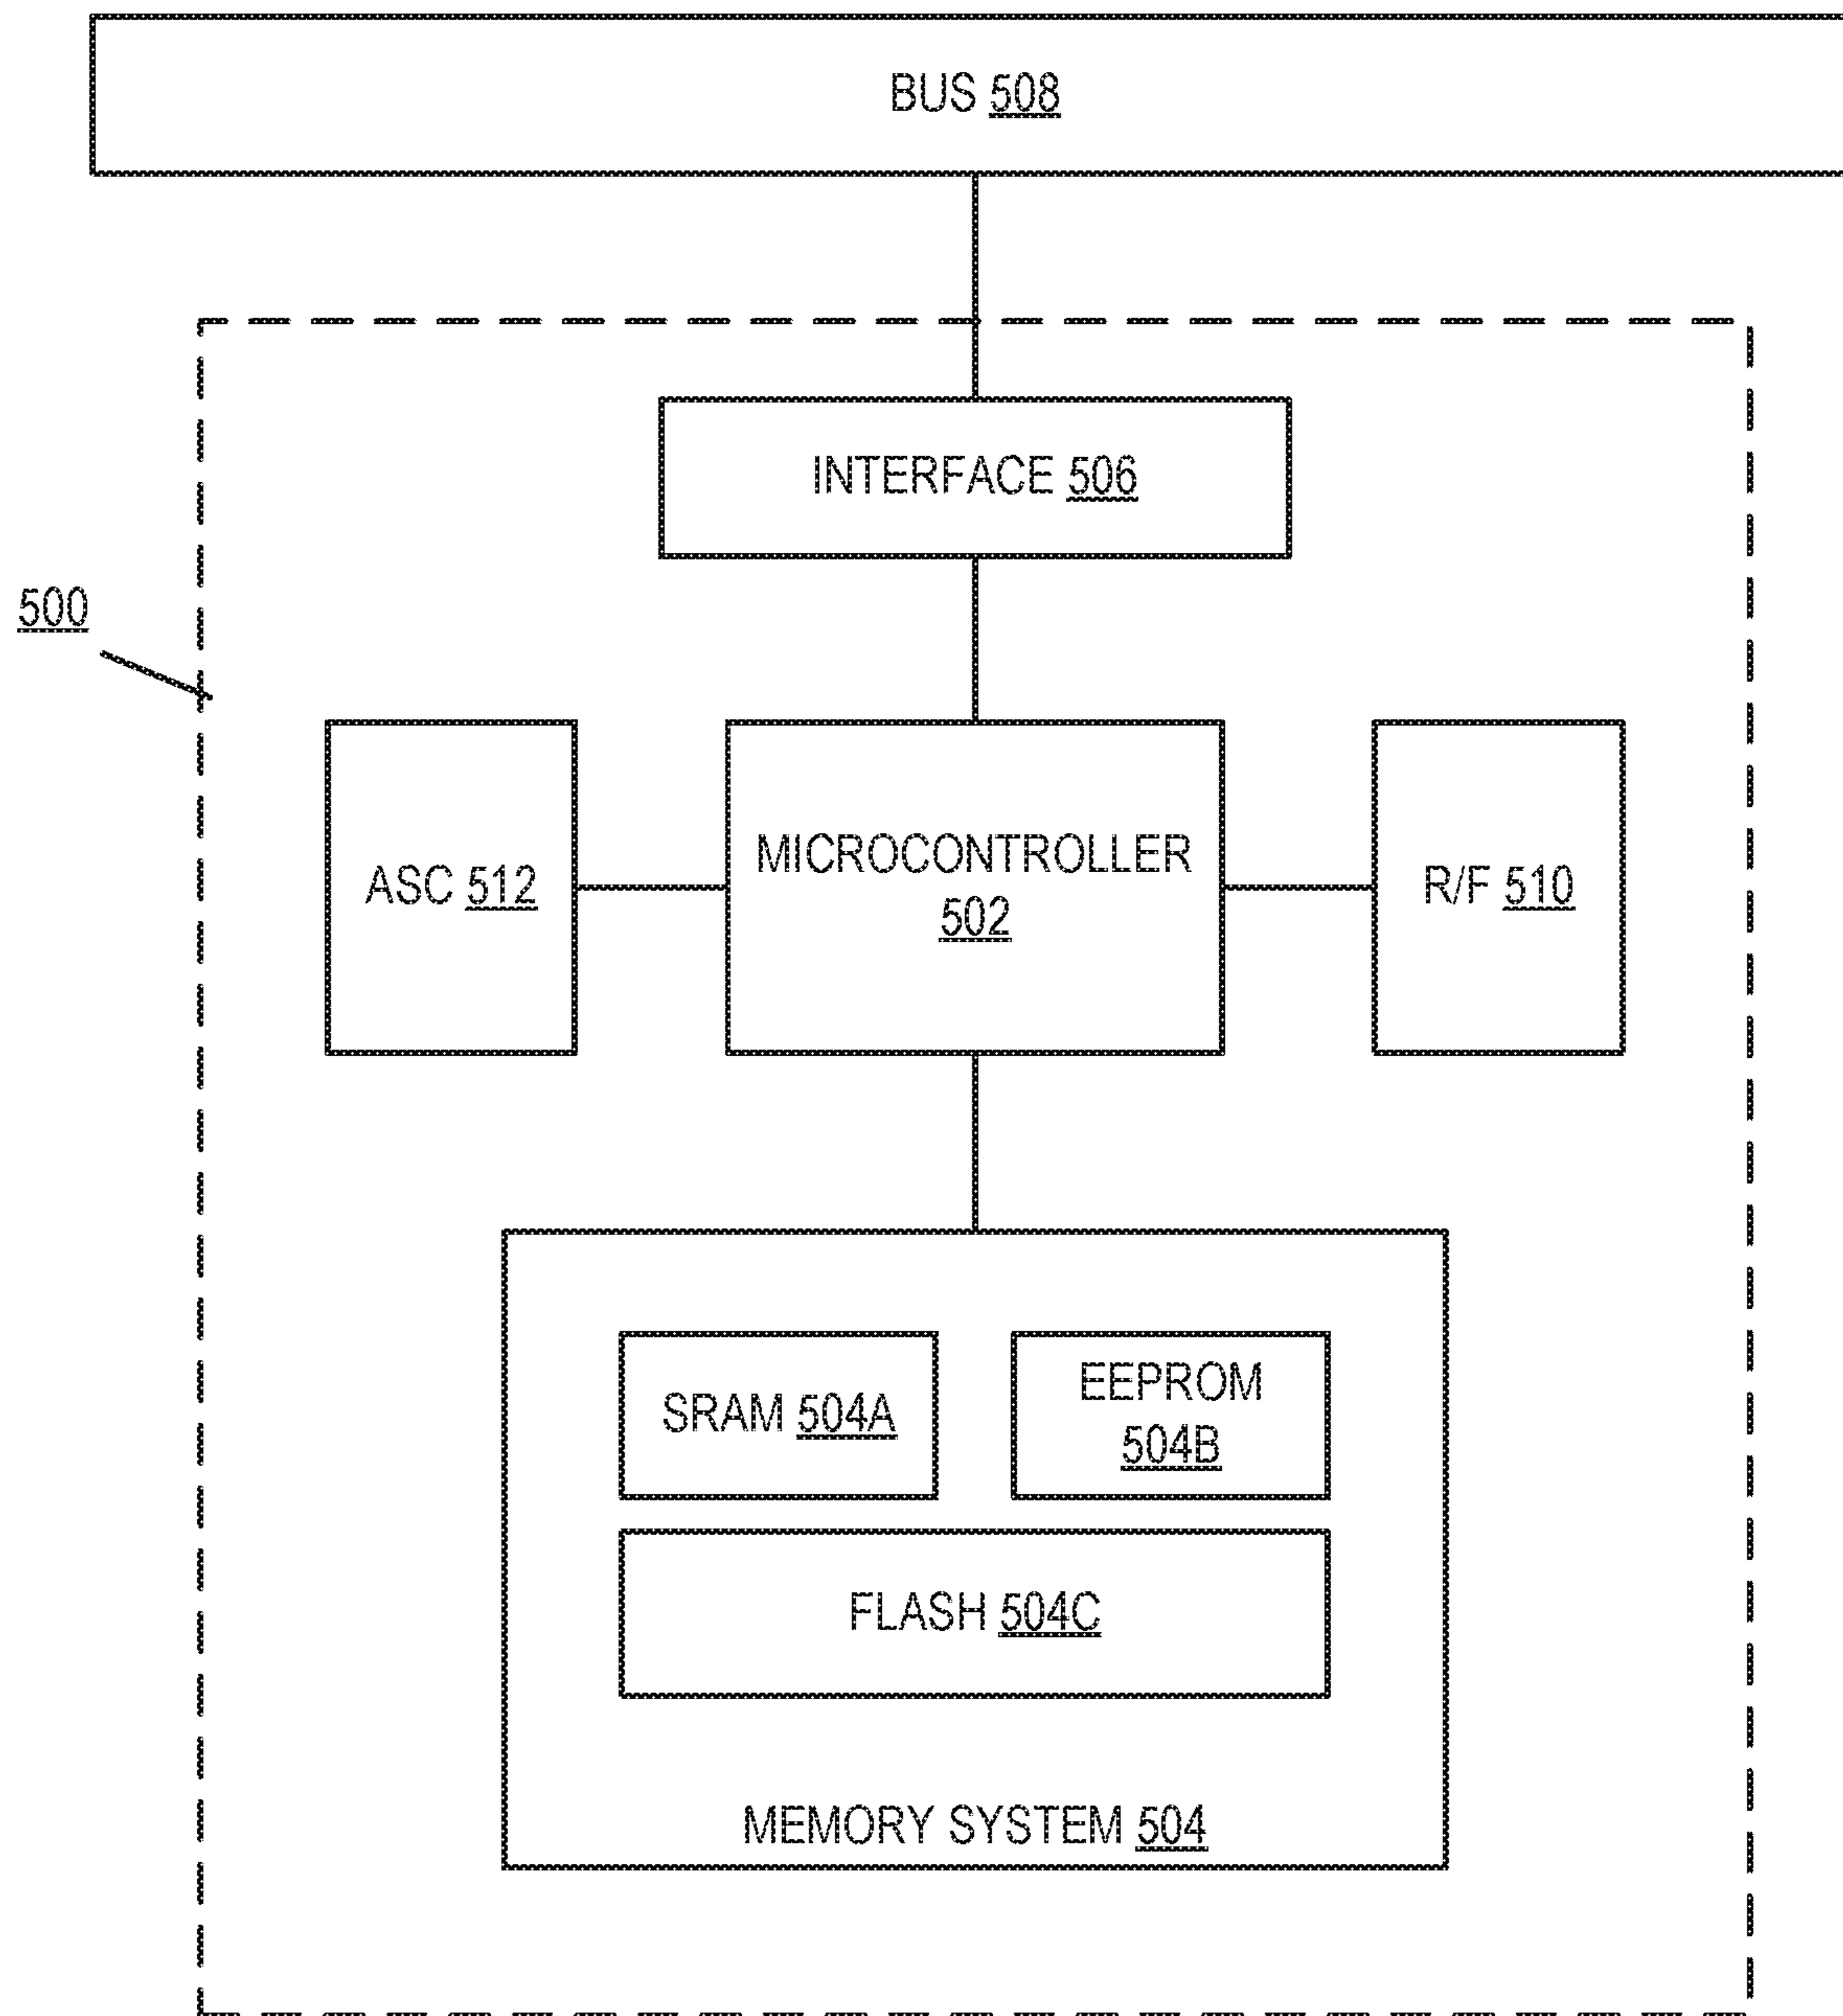 BUS 508
INTERFACE 506
500
ASC 512
MICROCONTROLLER
502
R/F 510
SRAM 504A
EEPROM
504B
FLASH 504C
MEMORY SYSTEM 504